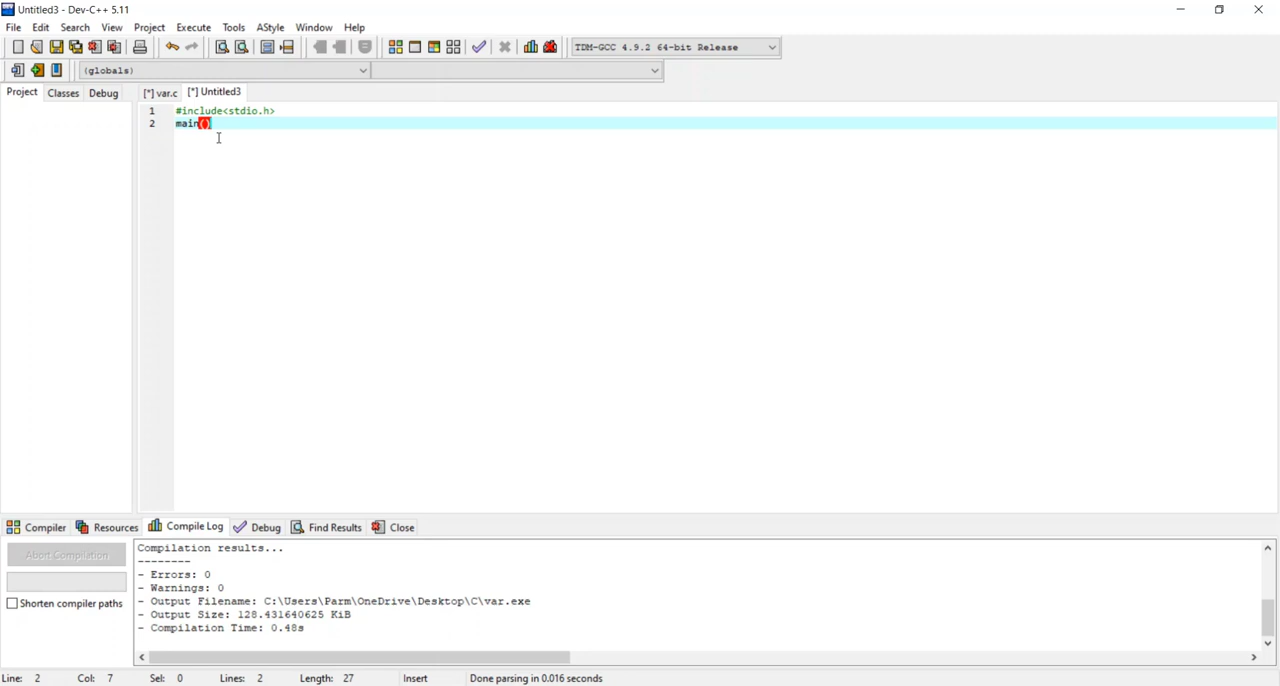 Untitled3 - Dev-C++ 5.11
File Edit Search View Project Execute Tools AStyle Window Help
TDM-GCC 4.9.2 64-bit Release
(globals)
Project Classes Debug [*] var.c [*] Untitled3
1 #include<stdio.h>
2 main()
Compiler Resources Compile Log Debug Find Results Close
Abort Compilation
Shorten compiler paths
Compilation results...
--------
- Errors: 0
- Warnings: 0
- Output Filename: C:\Users\Parm\OneDrive\Desktop\C\var.exe
- Output Size: 128.431640625 KiB
- Compilation Time: 0.48s
Line: 2 Col: 7 Sel: 0 Lines: 2 Length: 27 Insert Done parsing in 0.016 seconds